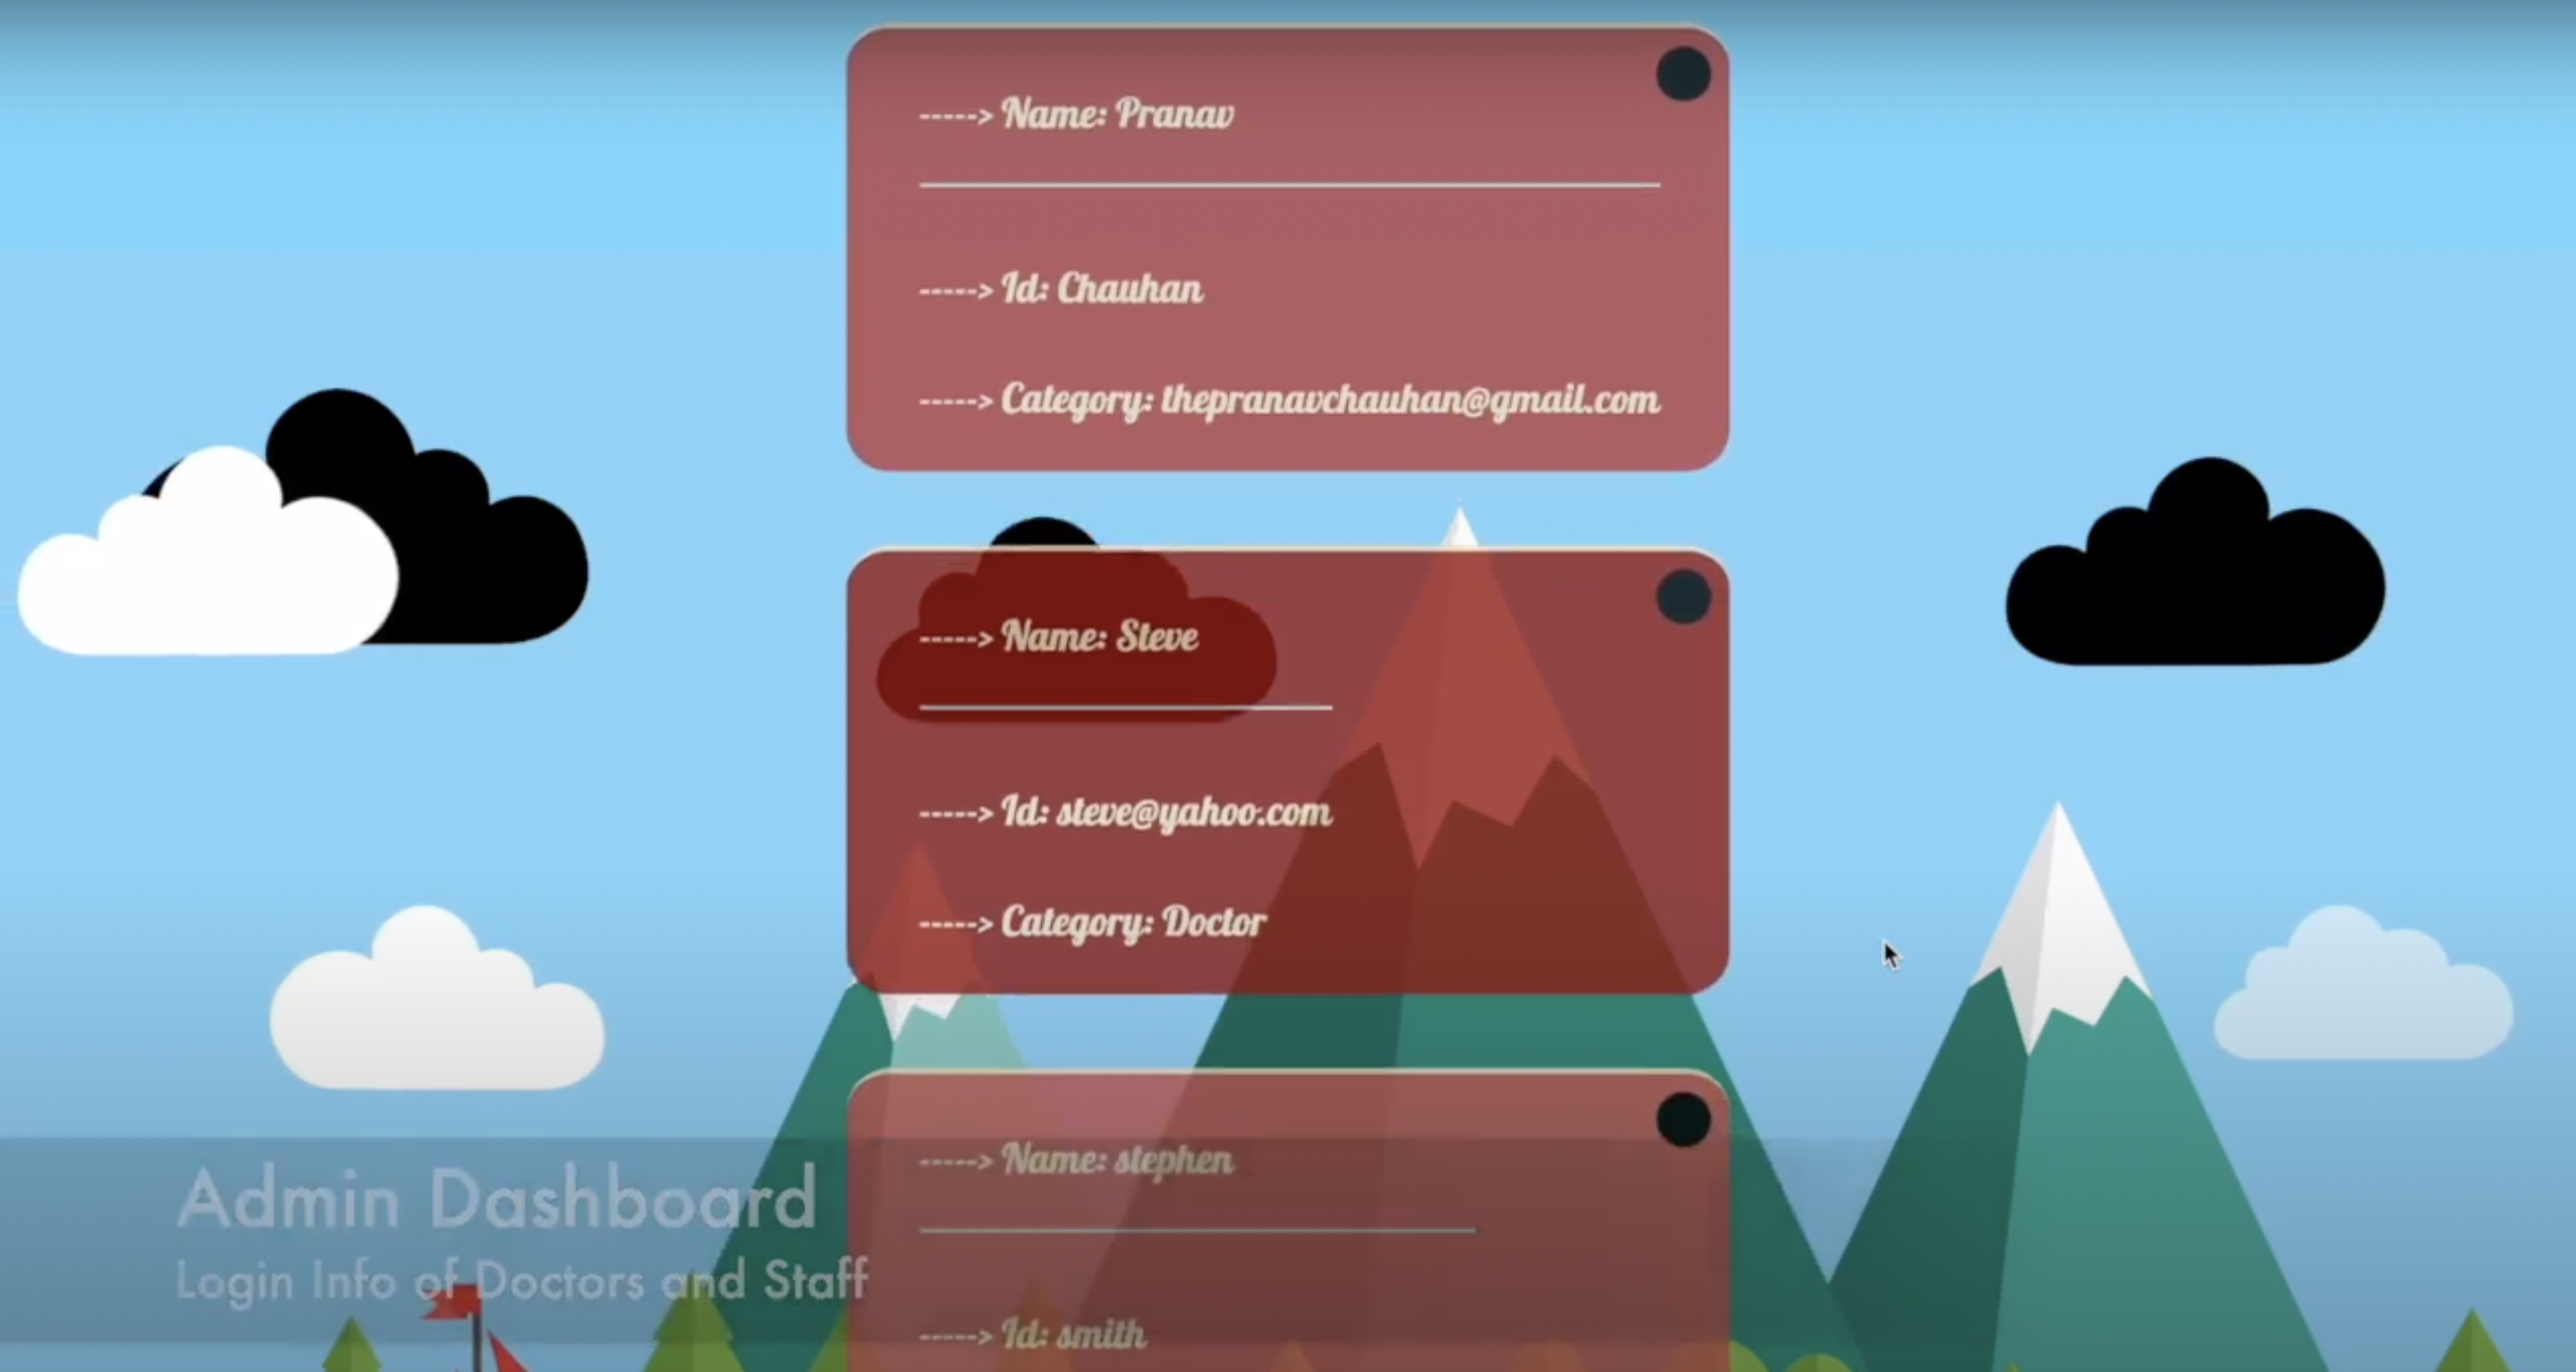 -----> Name: Pranav
-----> Id: Chauhan
-----> Category: thepranavchauhan@gmail.com
-----> Name: Steve
-----> Id: steve@yahoo.com
-----> Category: Doctor
-----> Name: stephen
-----> Id: smith
Admin Dashboard
Login Info of Doctors and Staff